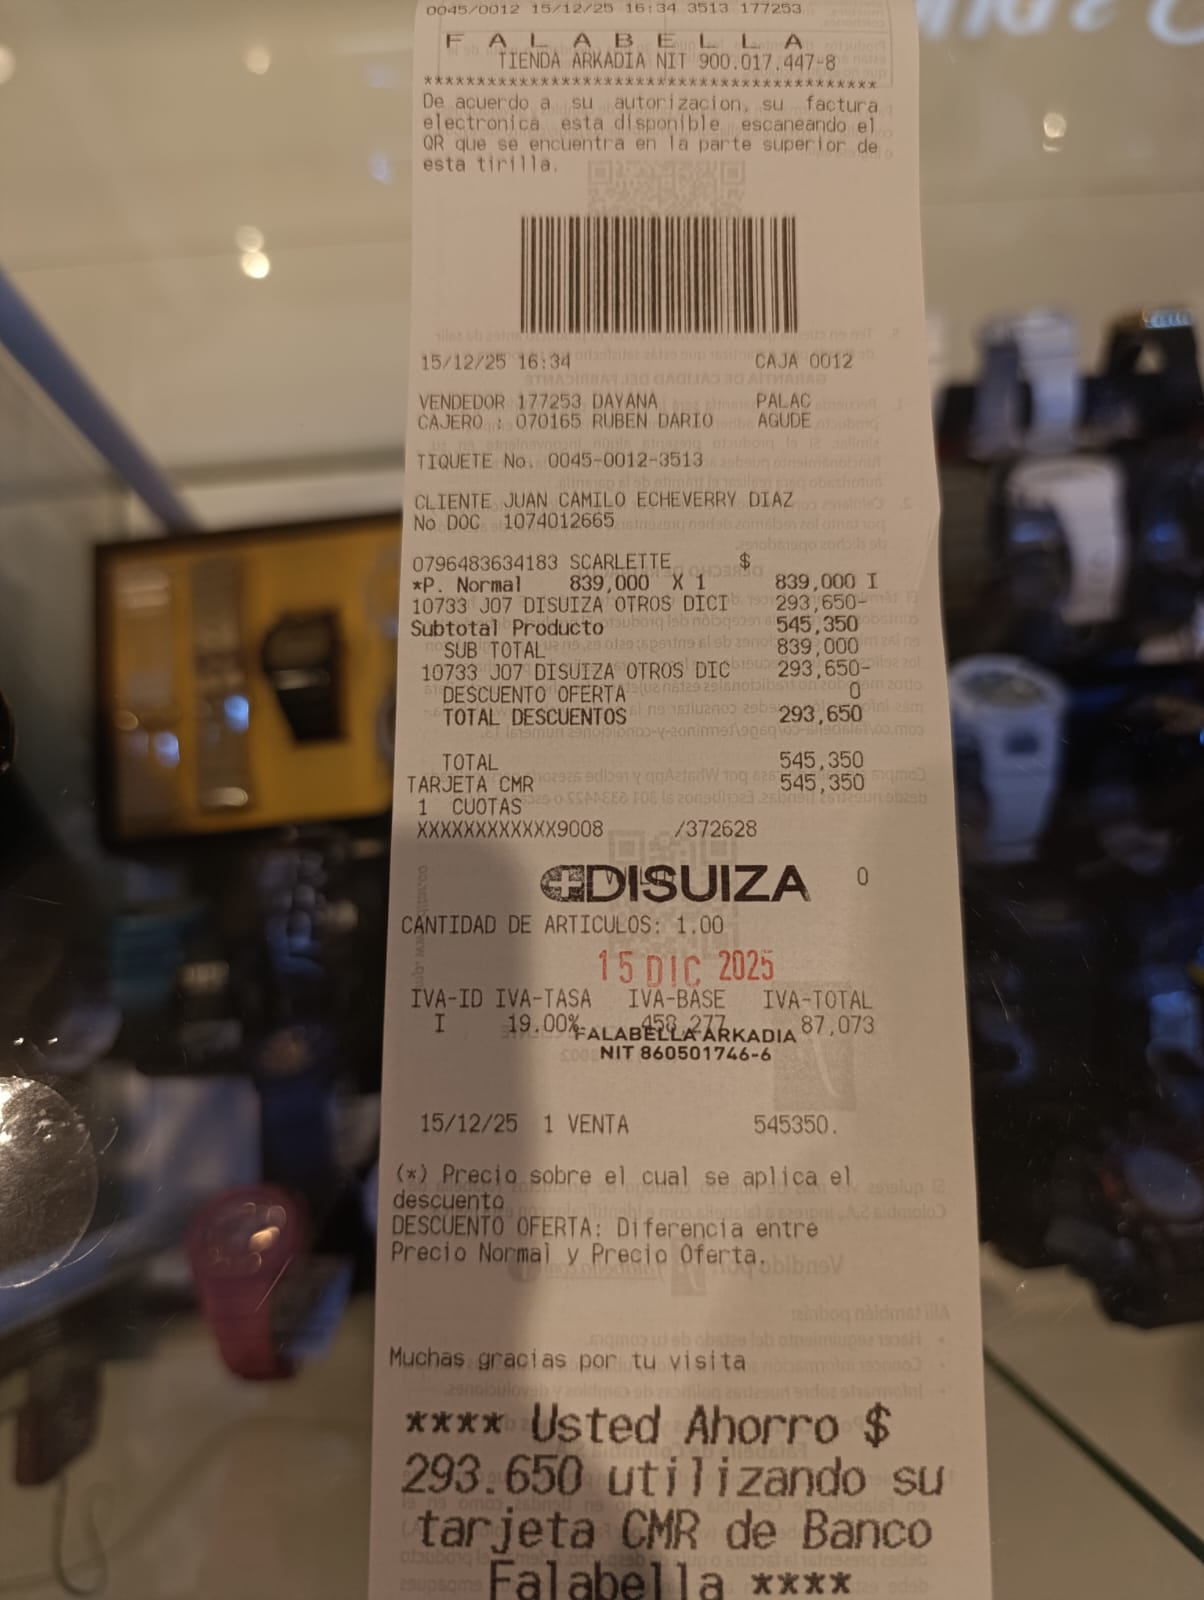 0045/0012 15/12/25 16:34 3513 177253
F A L A B E L L A
TIENDA ARKADIA NIT 900.017.447-8
******************************************
De acuerdo a su autorizacion, su factura
electronica esta disponible escaneando el
QR que se encuentra en la parte superior de
esta tirilla.
15/12/25 16:34 CAJA 0012
VENDEDOR 177253 DAYANA PALAC
CAJERO : 070165 RUBEN DARIO AGUDE
TIQUETE No. 0045-0012-3513
CLIENTE JUAN CAMILO ECHEVERRY DIAZ
No DOC 1074012665
0796483634183 SCARLETTE $
*P. Normal 839,000 X 1 839,000 I
10733 J07 DISUIZA OTROS DICI 293,650-
Subtotal Producto 545,350
SUB TOTAL 839,000
10733 J07 DISUIZA OTROS DIC 293,650-
DESCUENTO OFERTA 0
TOTAL DESCUENTOS 293,650
TOTAL 545,350
TARJETA CMR 545,350
1 CUOTAS
XXXXXXXXXXXX9008 /372628
DISUIZA 0
CANTIDAD DE ARTICULOS: 1.00
15 DIC 2025
IVA-ID IVA-TASA IVA-BASE IVA-TOTAL
I 19.00% 458,277 87,073
FALABELLA ARKADIA
NIT 860501746-6
15/12/25 1 VENTA 545350.
(*) Precio sobre el cual se aplica el
descuento
DESCUENTO OFERTA: Diferencia entre
Precio Normal y Precio Oferta.
Muchas gracias por tu visita
**** Usted Ahorro $
293.650 utilizando su
tarjeta CMR de Banco
Falabella ****